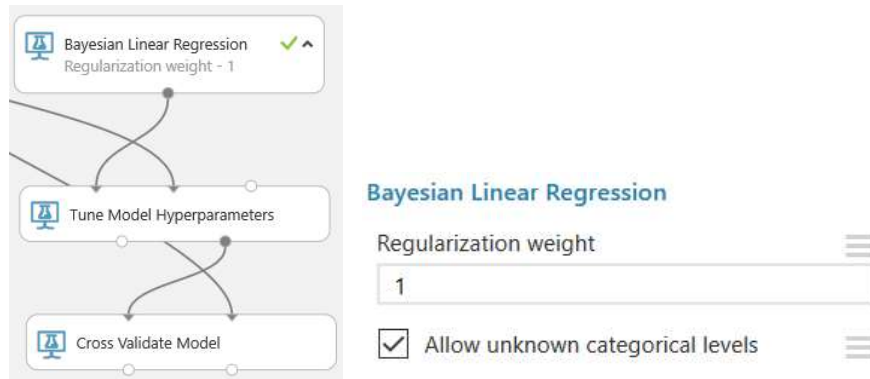 Bayesian Linear Regression
Regularization weight - 1
Tune Model Hyperparameters
Cross Validate Model
Bayesian Linear Regression
Regularization weight
1
Allow unknown categorical levels